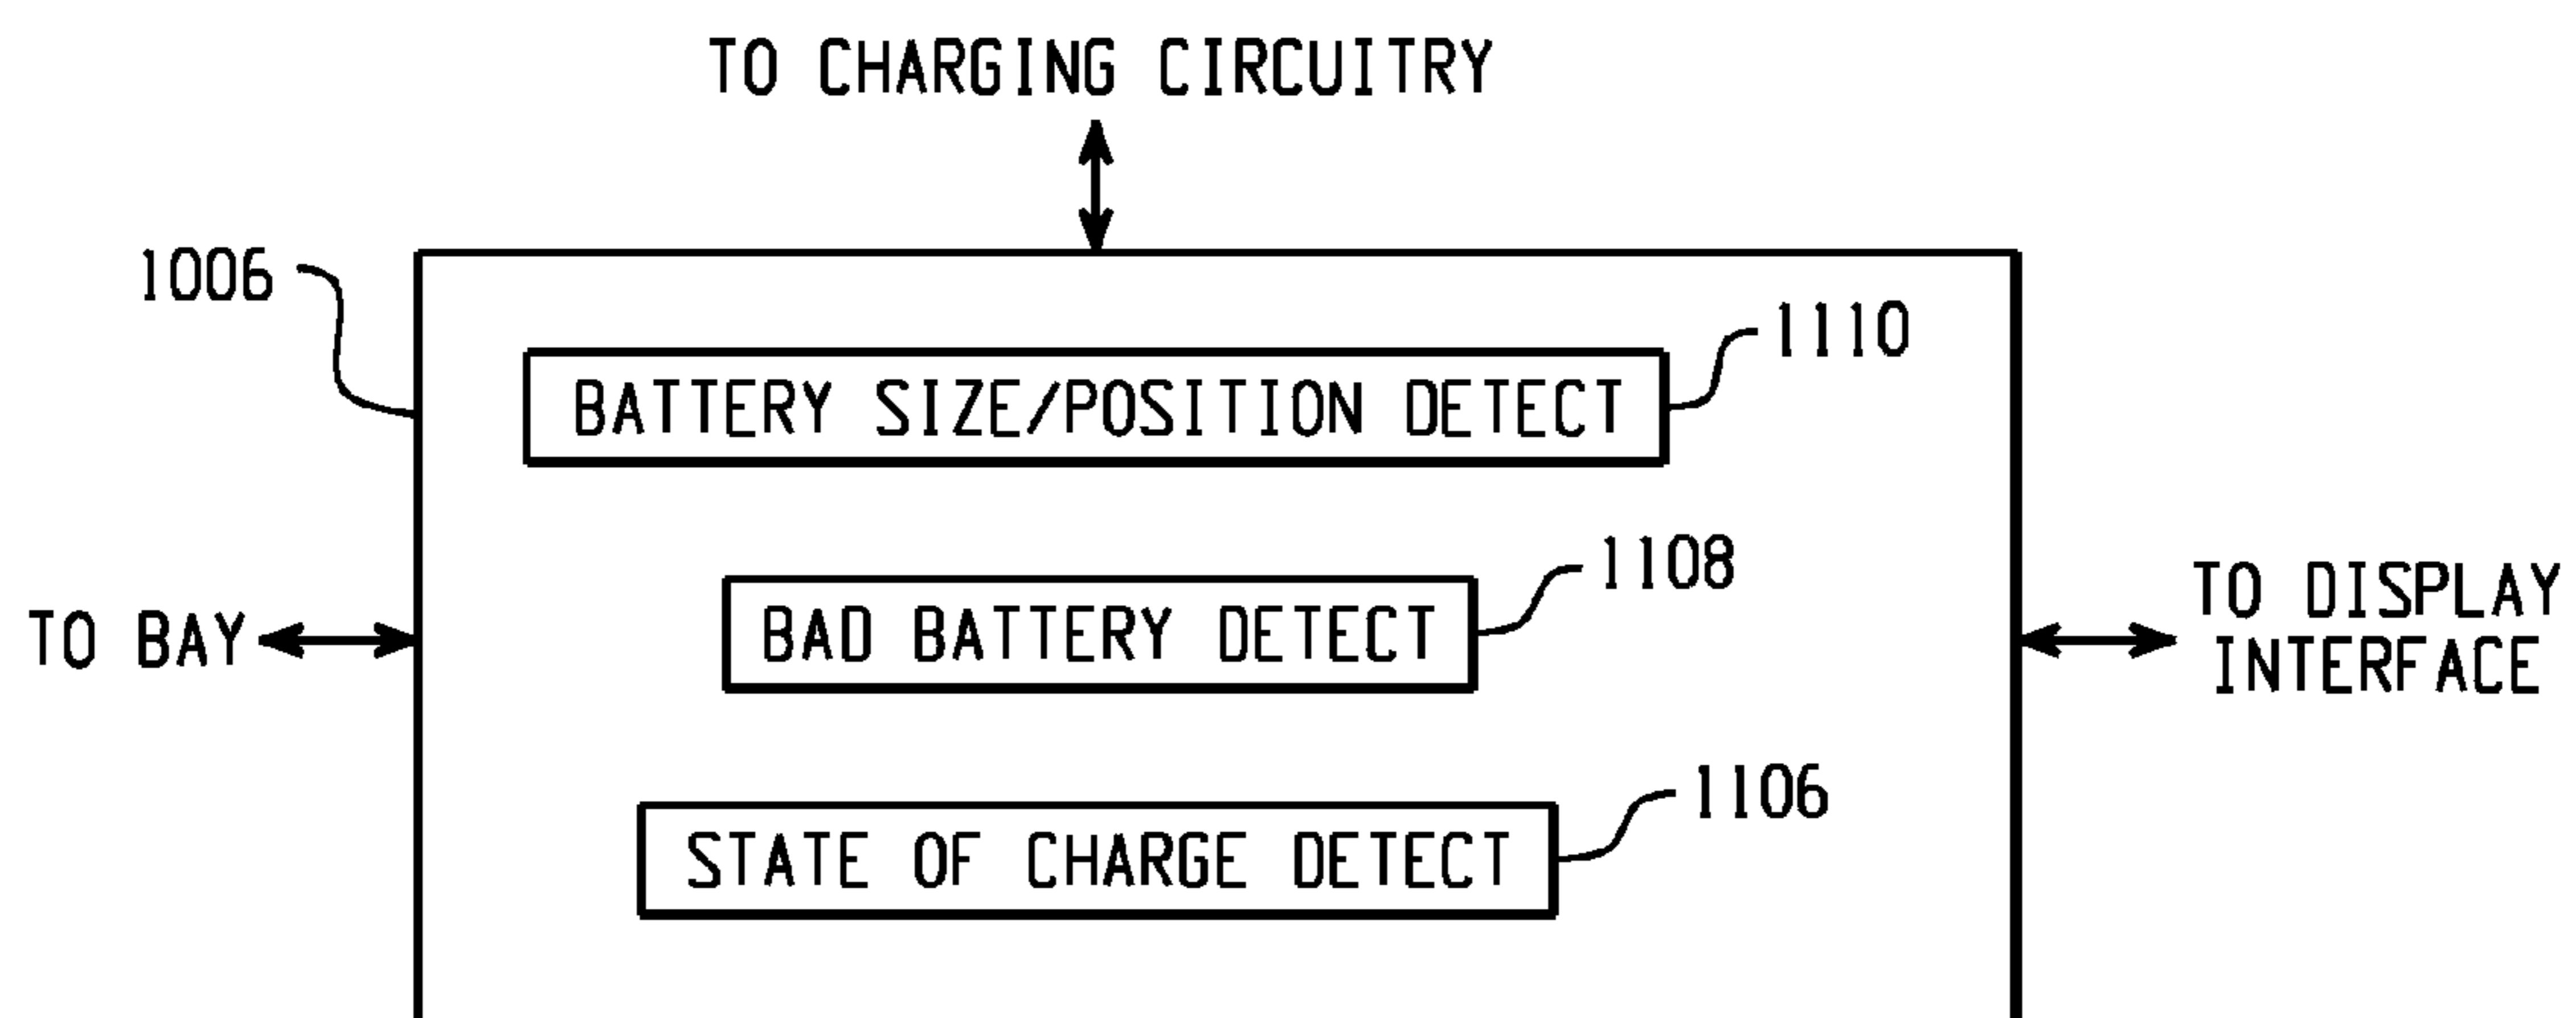 TO CHARGING CIRCUITRY
1006
1110
BATTERY SIZE/POSITION DETECT
1108
BAD BATTERY DETECT
TO BAY
TO DISPLAY
INTERFACE
1106
STATE OF CHARGE DETECT